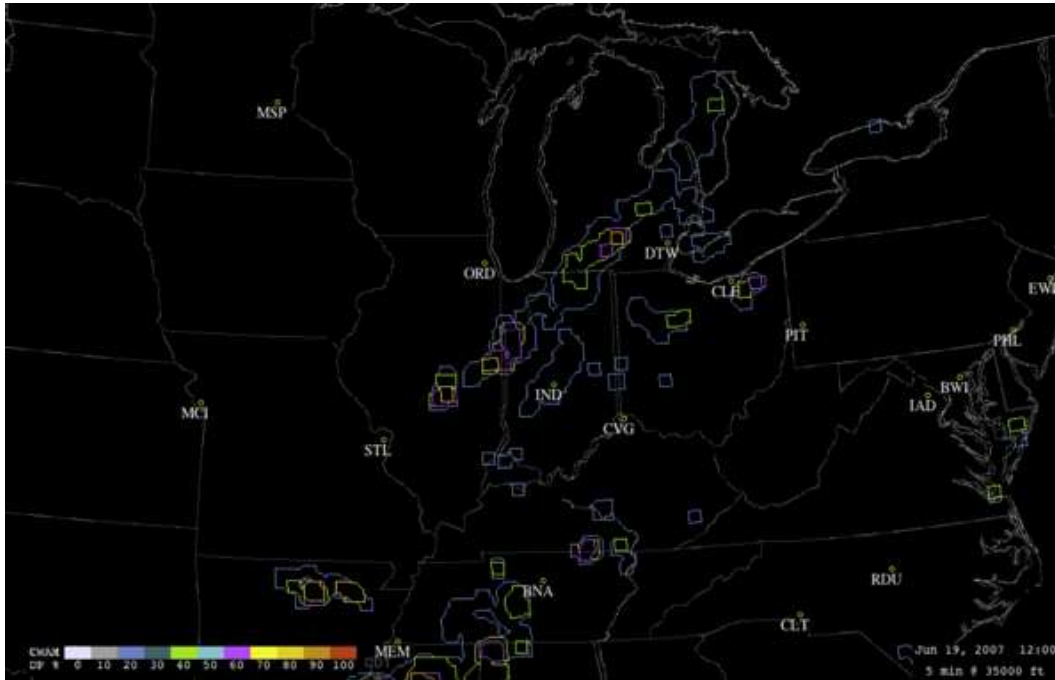 MSP
DTW
ORD
CLE
EWR
PIT
PHL
BWI
IND
IAD
MCI
CVG
STL
RDU
BNA
CLT
MEM
CWAM
DP % 0 10 20 30 40 50 60 70 80 90 100
Jun 19, 2007 12:00
5 min @ 35000 ft